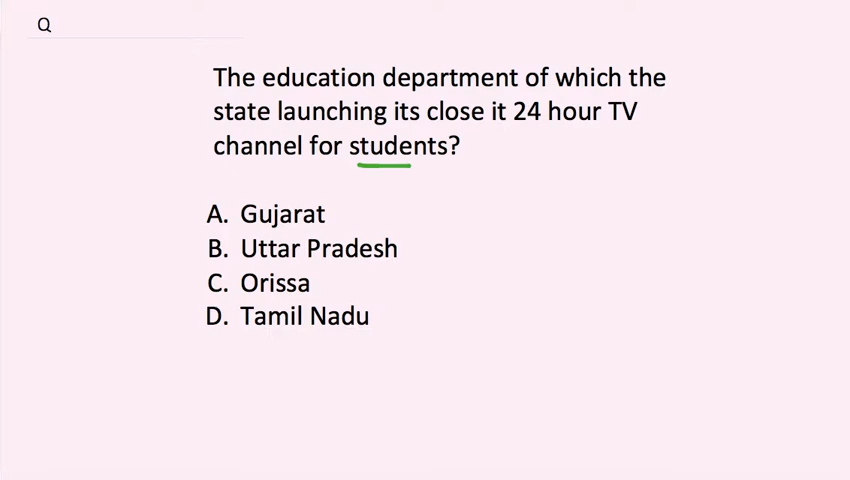 Q
The education department of which the
state launching its close it 24 hour TV
channel for students?
A. Gujarat
B. Uttar Pradesh
C. Orissa
D. Tamil Nadu